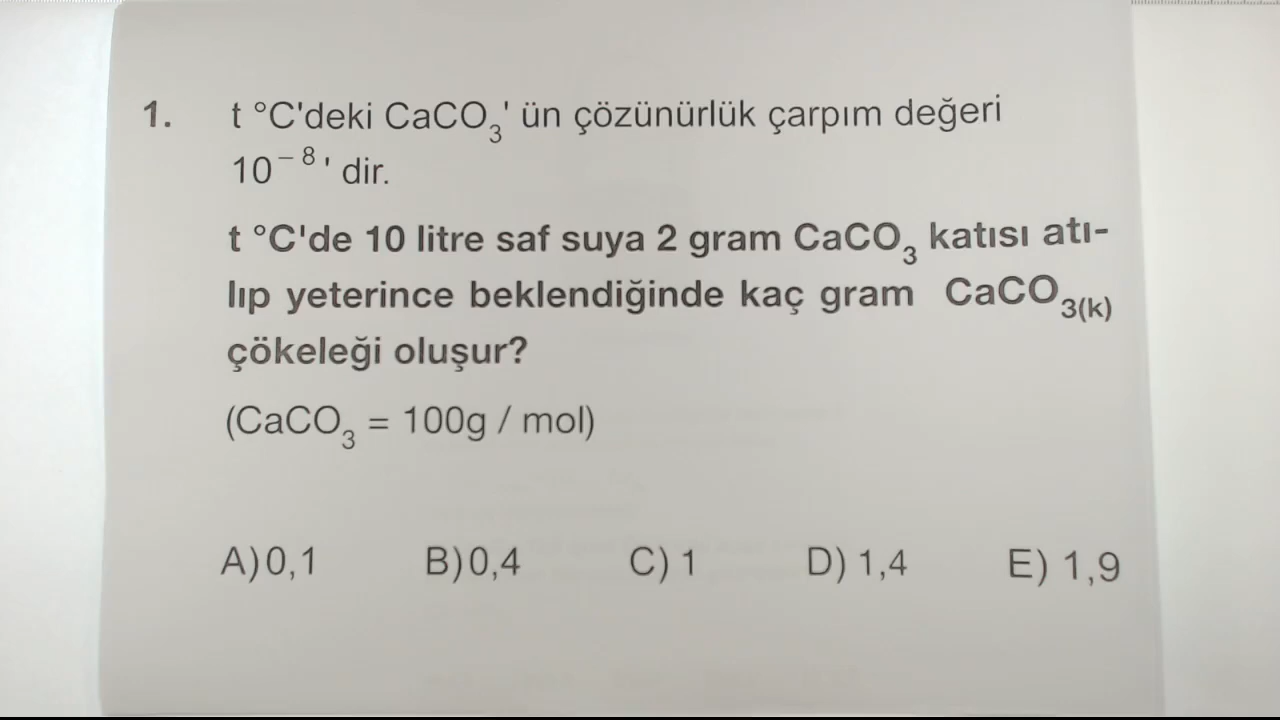 1. t °C'deki CaCO₃' ün çözünürlük çarpım değeri
10⁻⁸' dir.
t °C'de 10 litre saf suya 2 gram CaCO₃ katısı atı-
lıp yeterince beklendiğinde kaç gram CaCO₃₍ₖ₎
çökeleği oluşur?
(CaCO₃ = 100g / mol)
A) 0,1 B) 0,4 C) 1 D) 1,4 E) 1,9